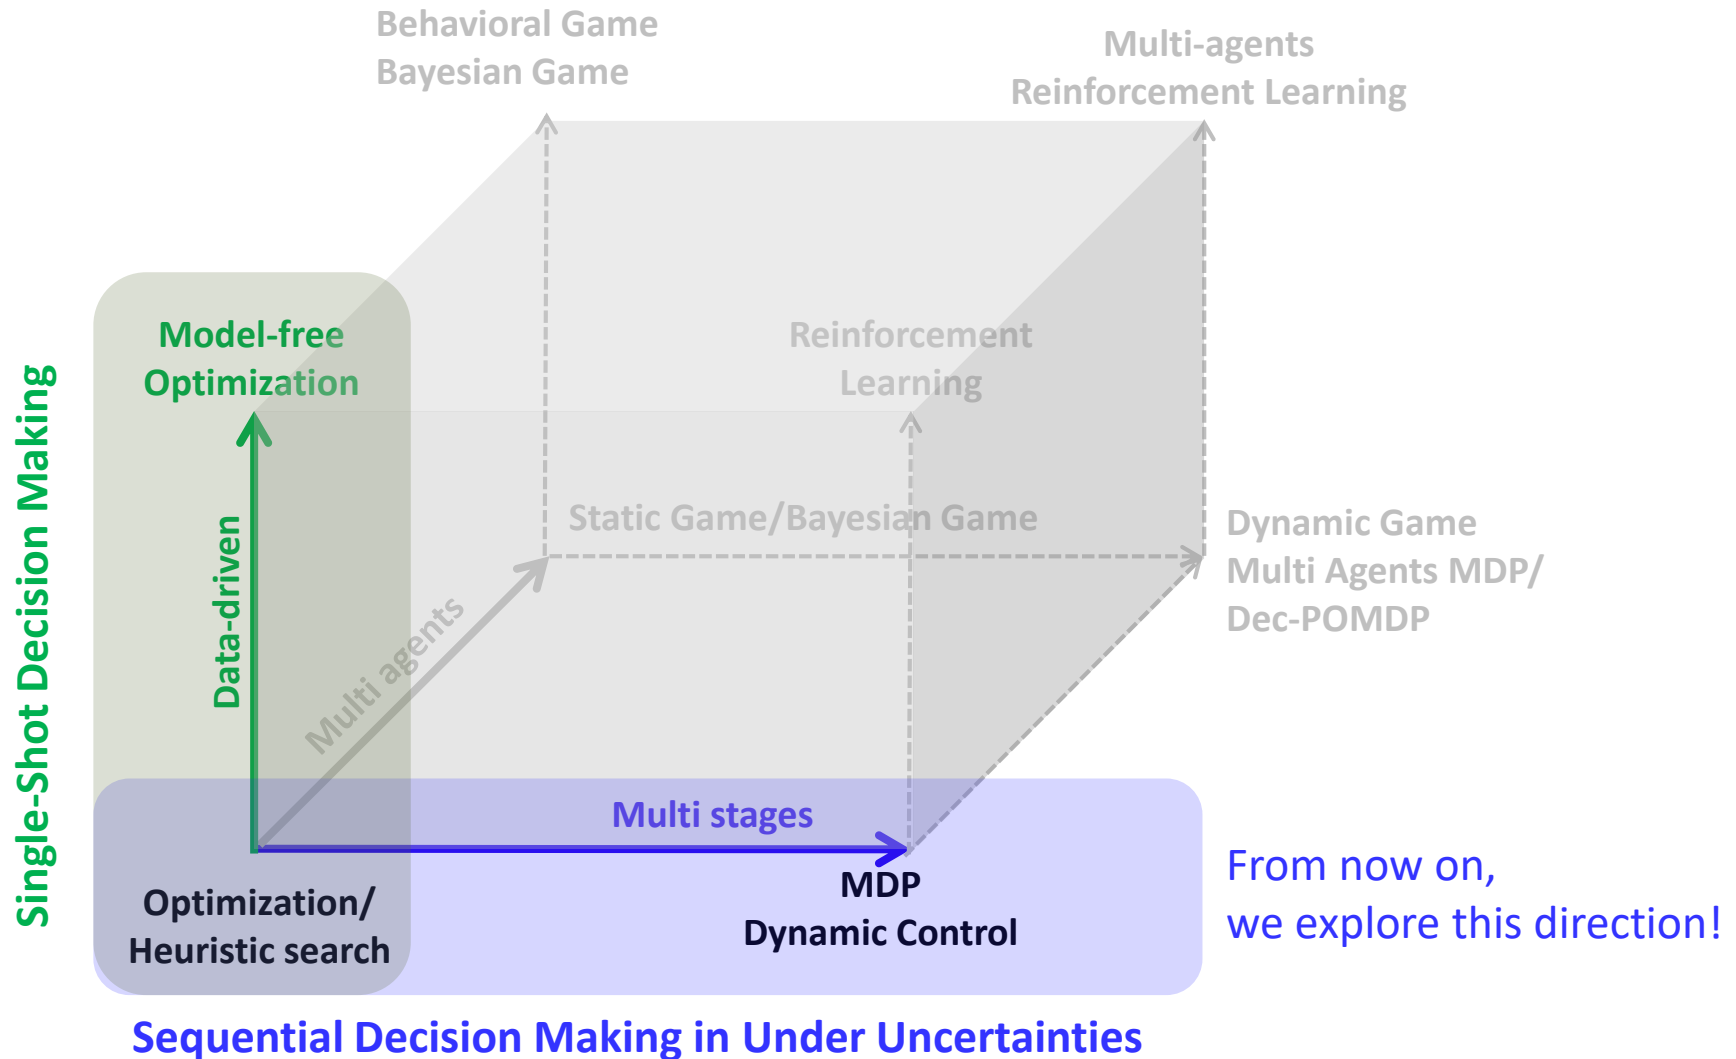 Behavioral Game
Bayesian Game
Multi-agents
Reinforcement Learning
Model-free
Optimization
Reinforcement
Learning
Single-Shot Decision Making
Data-driven
Multi agents
Static Game/Bayesian Game
Dynamic Game
Multi Agents MDP/
Dec-POMDP
Multi stages
Optimization/
Heuristic search
MDP
Dynamic Control
From now on,
we explore this direction!
Sequential Decision Making in Under Uncertainties